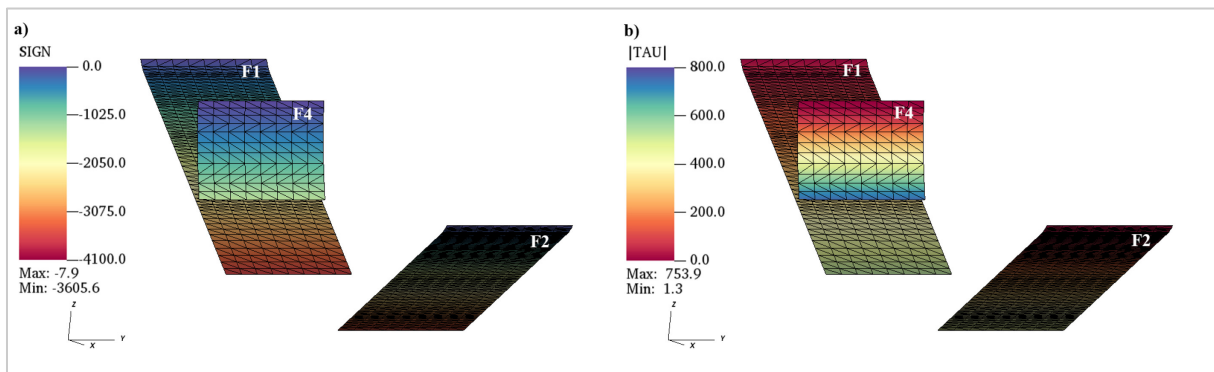 a)
SIGN
0.0
-1025.0
-2050.0
-3075.0
-4100.0
Max: -7.9
Min: -3605.6
F1
F4
F2
Z
X
Y
b)
|TAU|
800.0
600.0
400.0
200.0
0.0
Max: 753.9
Min: 1.3
F1
F4
F2
Z
X
Y